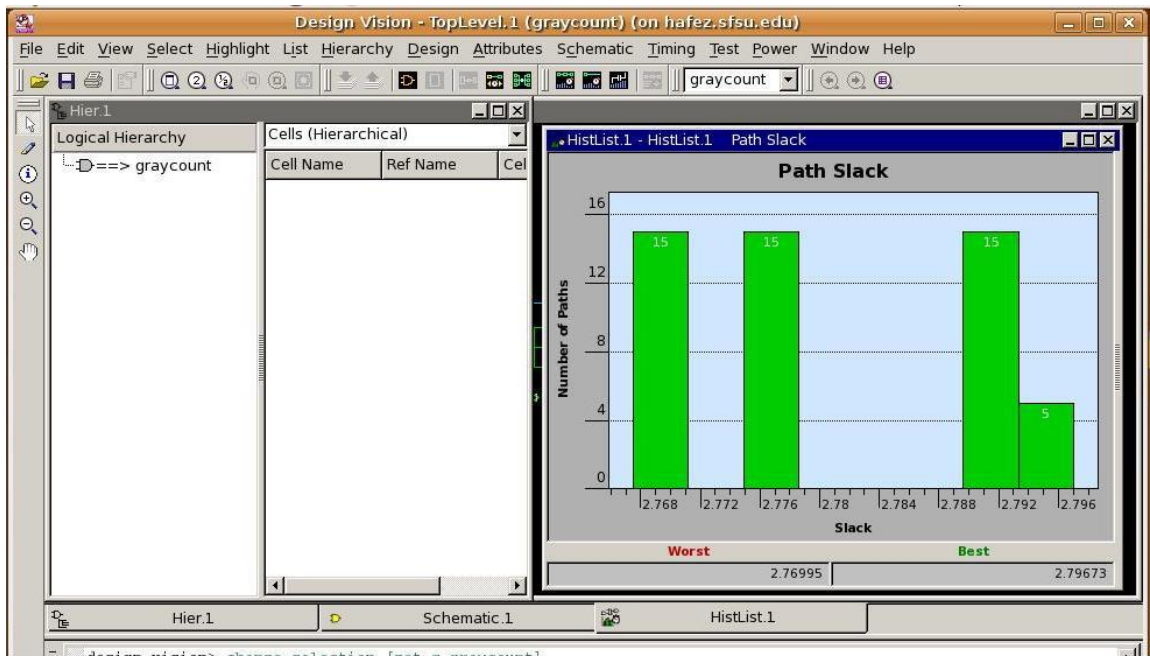 Design Vision - TopLevel.1 (graycount) (on hafez.sfsu.edu)
File Edit View Select Highlight List Hierarchy Design Attributes Schematic Timing Test Power Window Help
graycount
Hier.1
Logical Hierarchy
==> graycount
Cells (Hierarchical)
Cell Name Ref Name Cel
HistList.1 - HistList.1 Path Slack
Path Slack
Number of Paths
16
12
8
4
0
15 15 15 5
2.768 2.772 2.776 2.78 2.784 2.788 2.792 2.796
Slack
Worst Best
2.76995 2.79673
Hier.1 Schematic.1 HistList.1
design_vision> change_selection [get_c graycount]